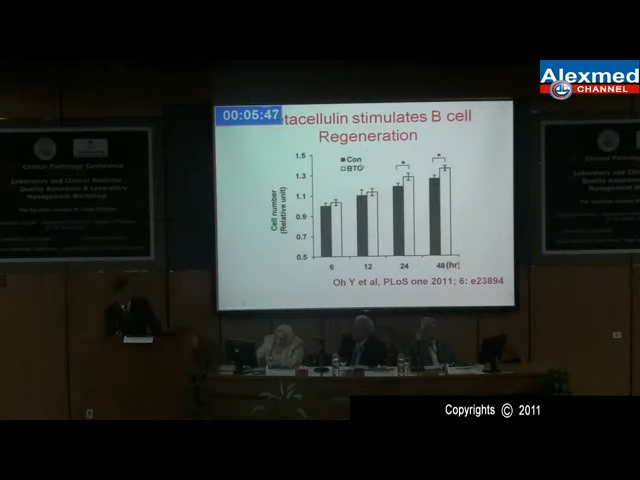 Alexmed
CHANNEL
00:05:47
tacellulin stimulates B cell
Regeneration
Cell number
(Relative unit)
1.5
1.3
1.1
0.9
0.7
0.5
Con
BTC
*
*
6 12 24 48(hr)
Oh Y et al, PLoS one 2011; 6: e23894
Clinical Pathology Conference
Laboratory and Clinical Medicine
Quality Assurance & Laboratory
Management Workshop
Copyrights © 2011